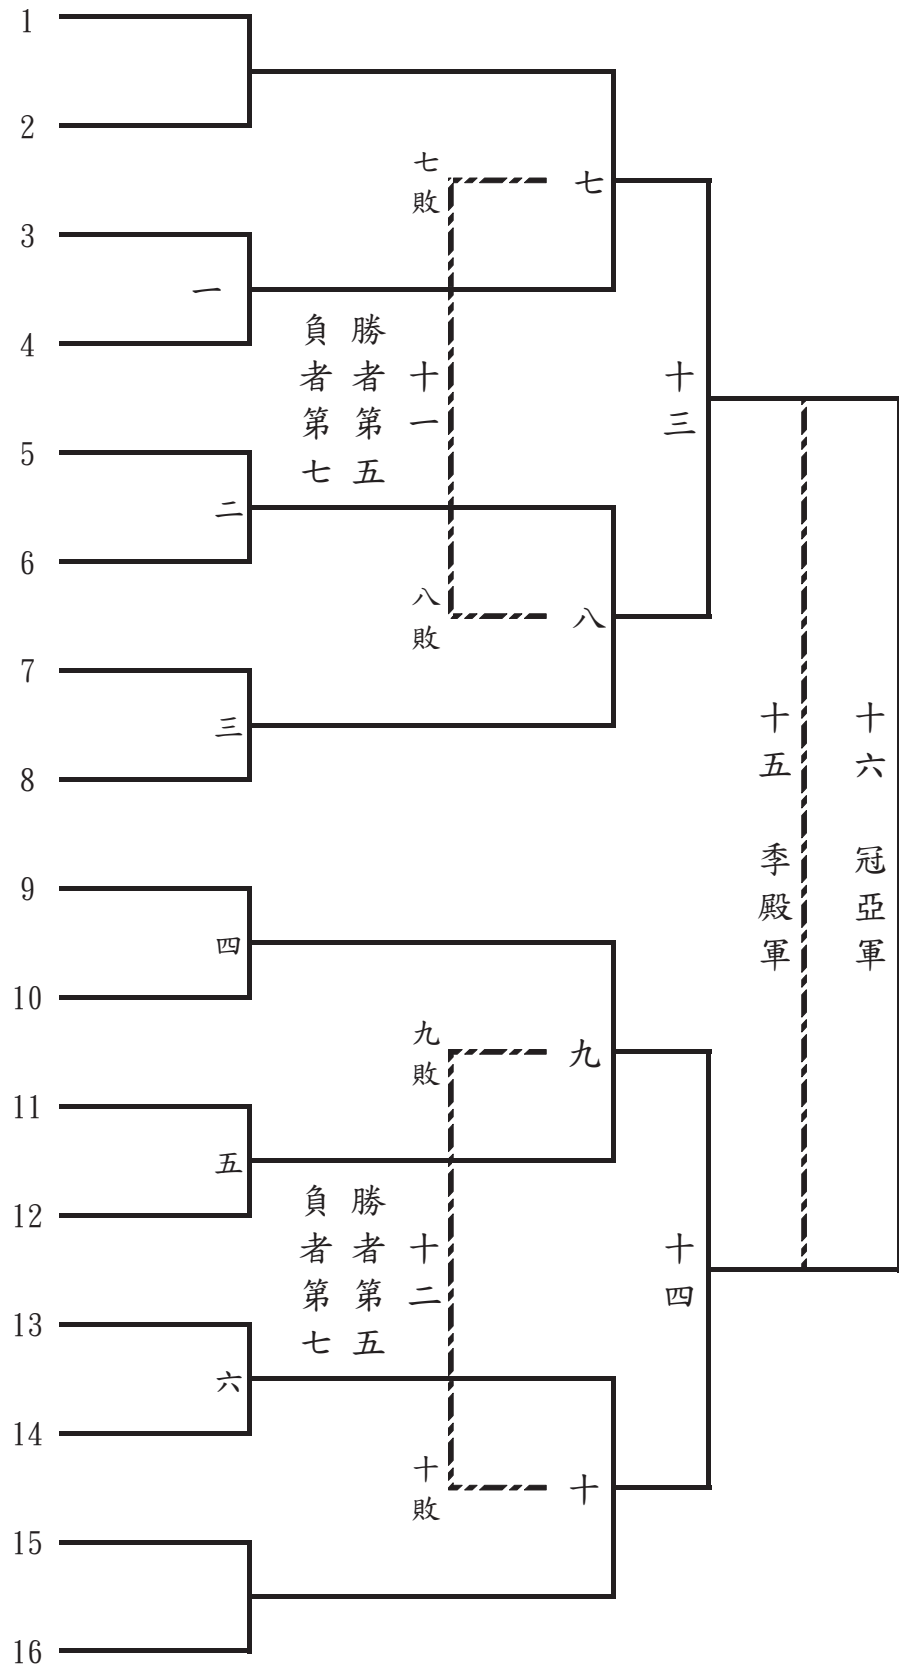 1
2
七敗
七
3
一
4
十一
勝者第五
負者第七
十三
5
二
6
八敗
八
7
三
8
十六 冠亞軍
十五 季殿軍
9
四
10
九敗
九
11
五
12
十二
勝者第五
負者第七
十四
13
六
14
十敗
十
15
16